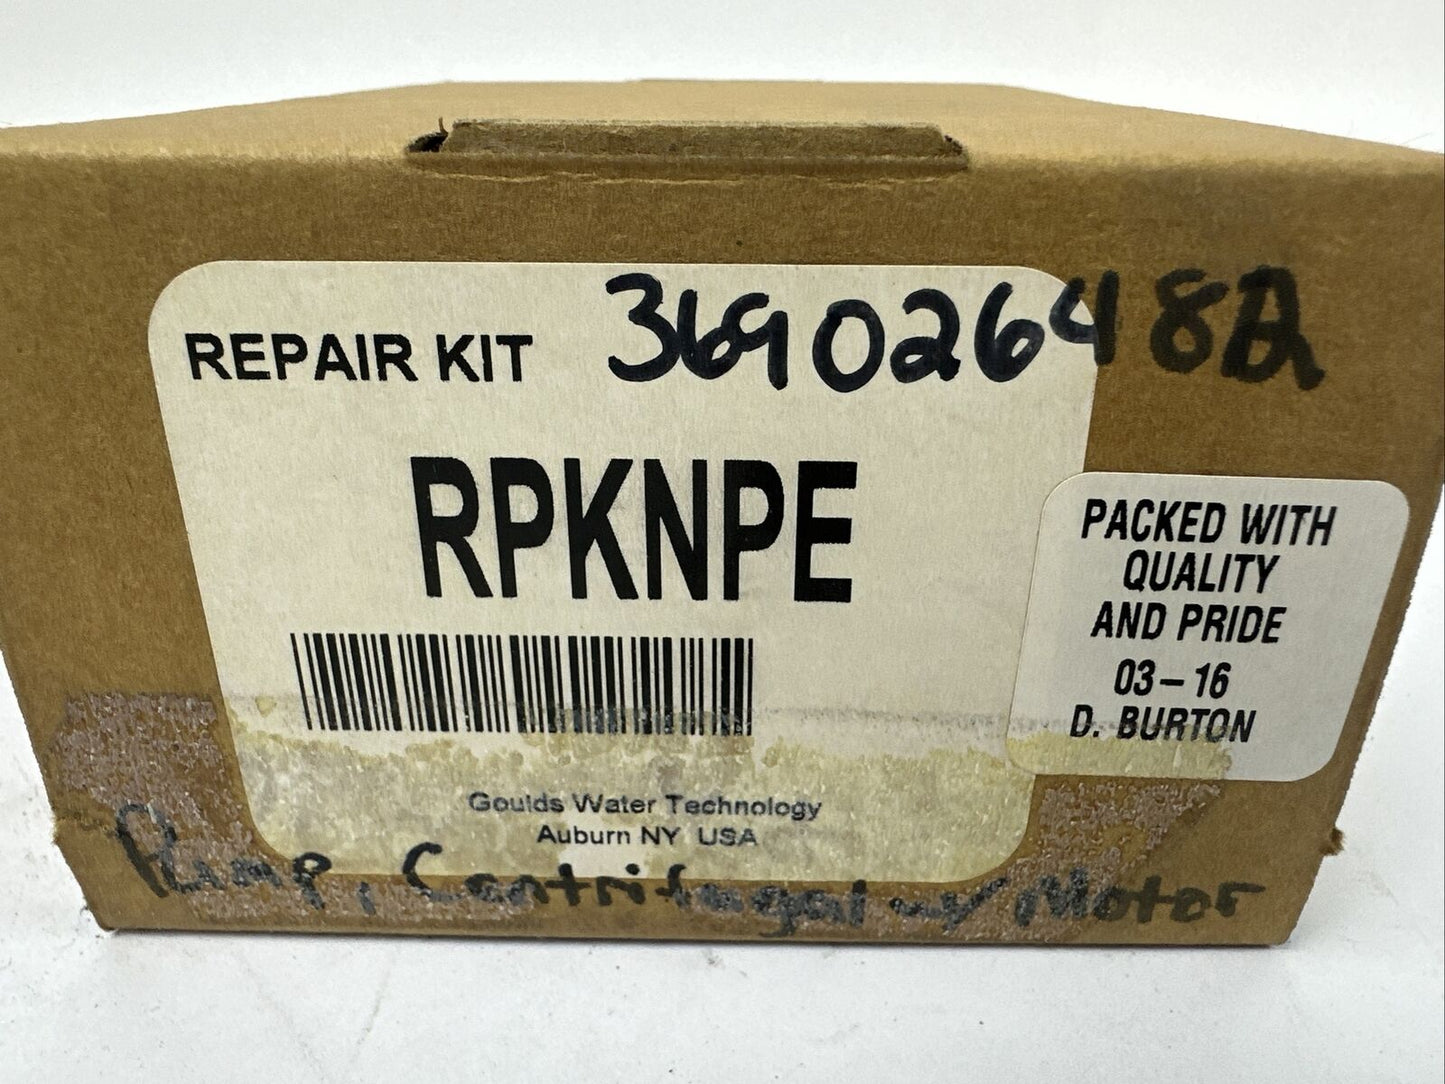 REPAIR KIT 36902648
RPKNPE
PACKED WITH
QUALITY
AND PRIDE
03-16
D. BURTON
Goulds Water Technology
Auburn NY USA
Pump, Centrifugal w/ Motor